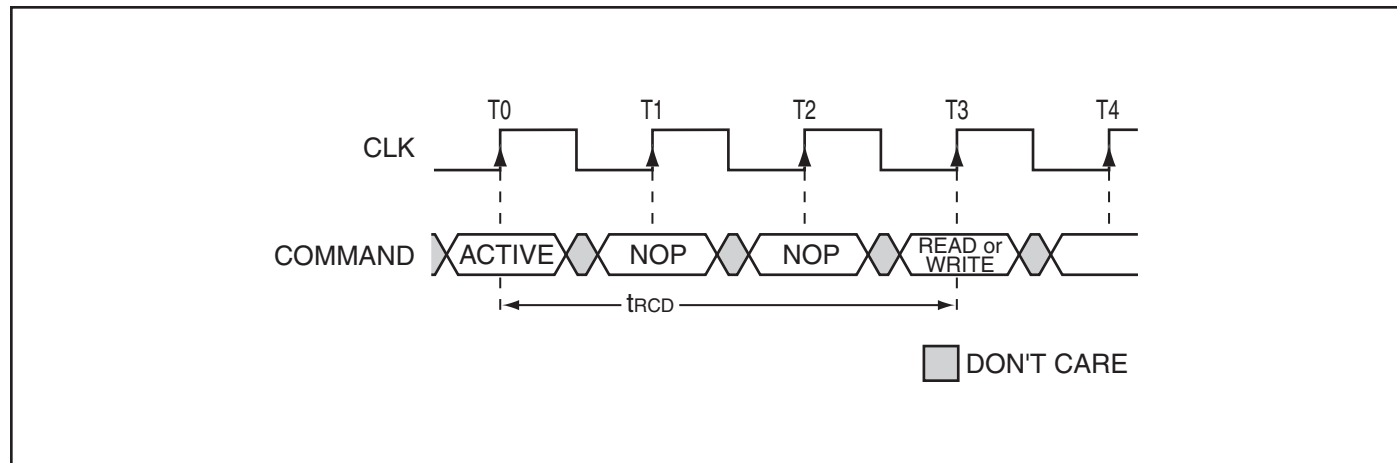 T0 T1 T2 T3 T4
CLK
COMMAND ACTIVE NOP NOP READ or
WRITE
tRCD
DON'T CARE